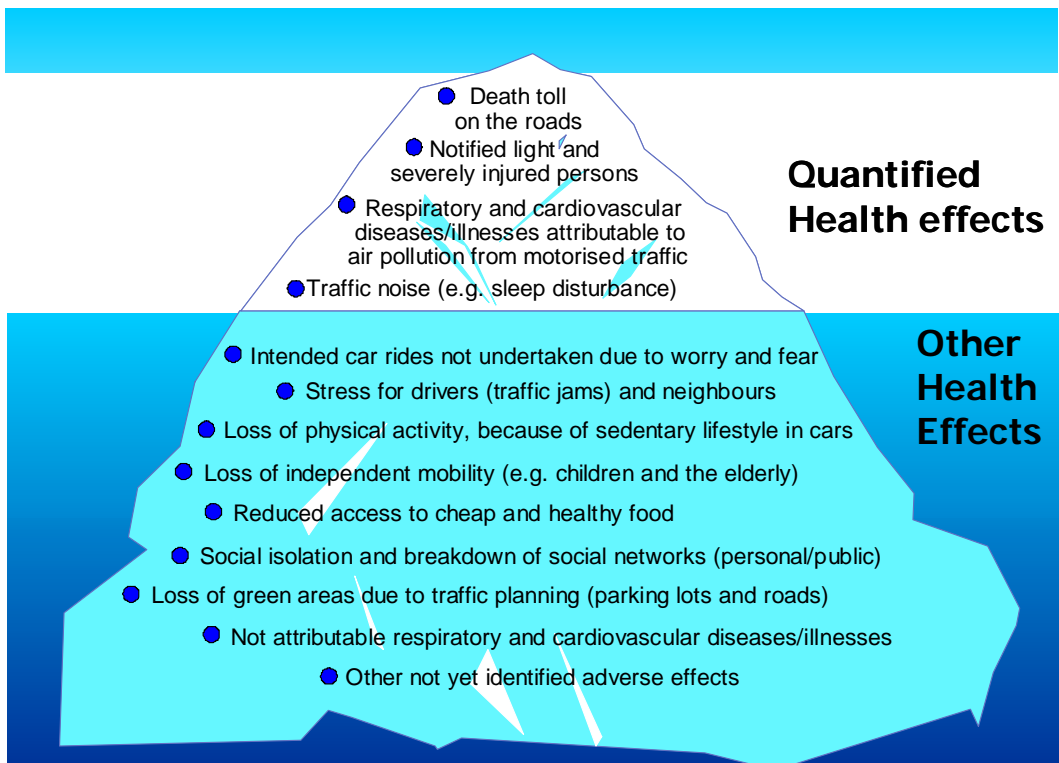 Death toll
on the roads
Notified light and
severely injured persons
Respiratory and cardiovascular
diseases/illnesses attributable to
air pollution from motorised traffic
Traffic noise (e.g. sleep disturbance)
Quantified
Health effects
Intended car rides not undertaken due to worry and fear
Stress for drivers (traffic jams) and neighbours
Loss of physical activity, because of sedentary lifestyle in cars
Loss of independent mobility (e.g. children and the elderly)
Reduced access to cheap and healthy food
Social isolation and breakdown of social networks (personal/public)
Loss of green areas due to traffic planning (parking lots and roads)
Not attributable respiratory and cardiovascular diseases/illnesses
Other not yet identified adverse effects
Other
Health
Effects